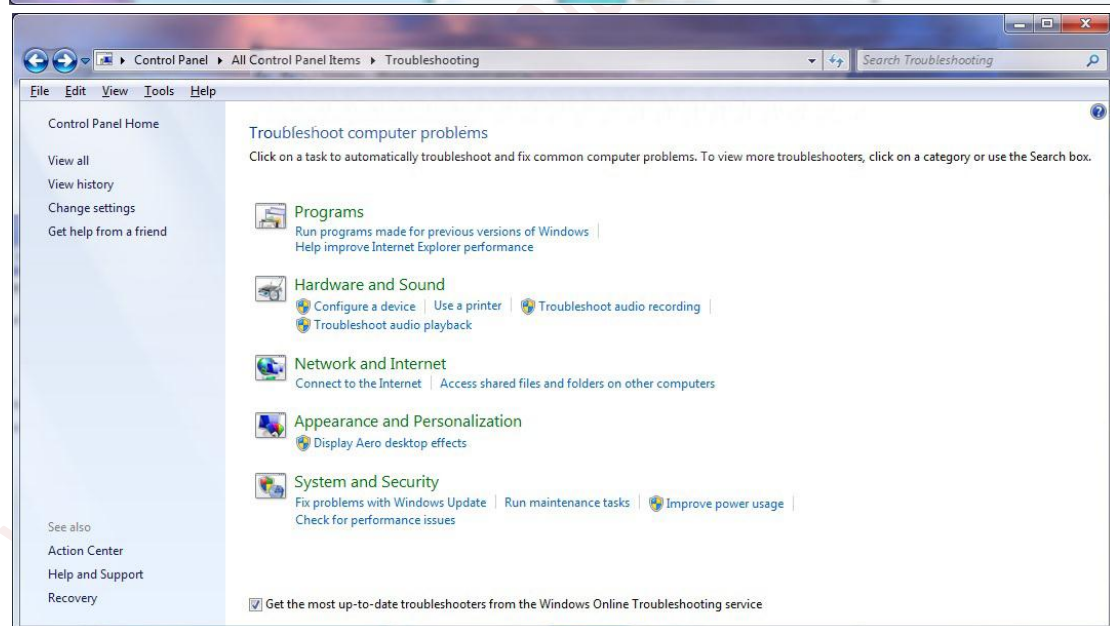 Control Panel ▸ All Control Panel Items ▸ Troubleshooting
Search Troubleshooting
File Edit View Tools Help
Control Panel Home
View all
View history
Change settings
Get help from a friend
Troubleshoot computer problems
Click on a task to automatically troubleshoot and fix common computer problems. To view more troubleshooters, click on a category or use the Search box.
Programs
Run programs made for previous versions of Windows
Help improve Internet Explorer performance
Hardware and Sound
Configure a device Use a printer Troubleshoot audio recording
Troubleshoot audio playback
Network and Internet
Connect to the Internet Access shared files and folders on other computers
Appearance and Personalization
Display Aero desktop effects
System and Security
Fix problems with Windows Update Run maintenance tasks Improve power usage
Check for performance issues
See also
Action Center
Help and Support
Recovery
Get the most up-to-date troubleshooters from the Windows Online Troubleshooting service